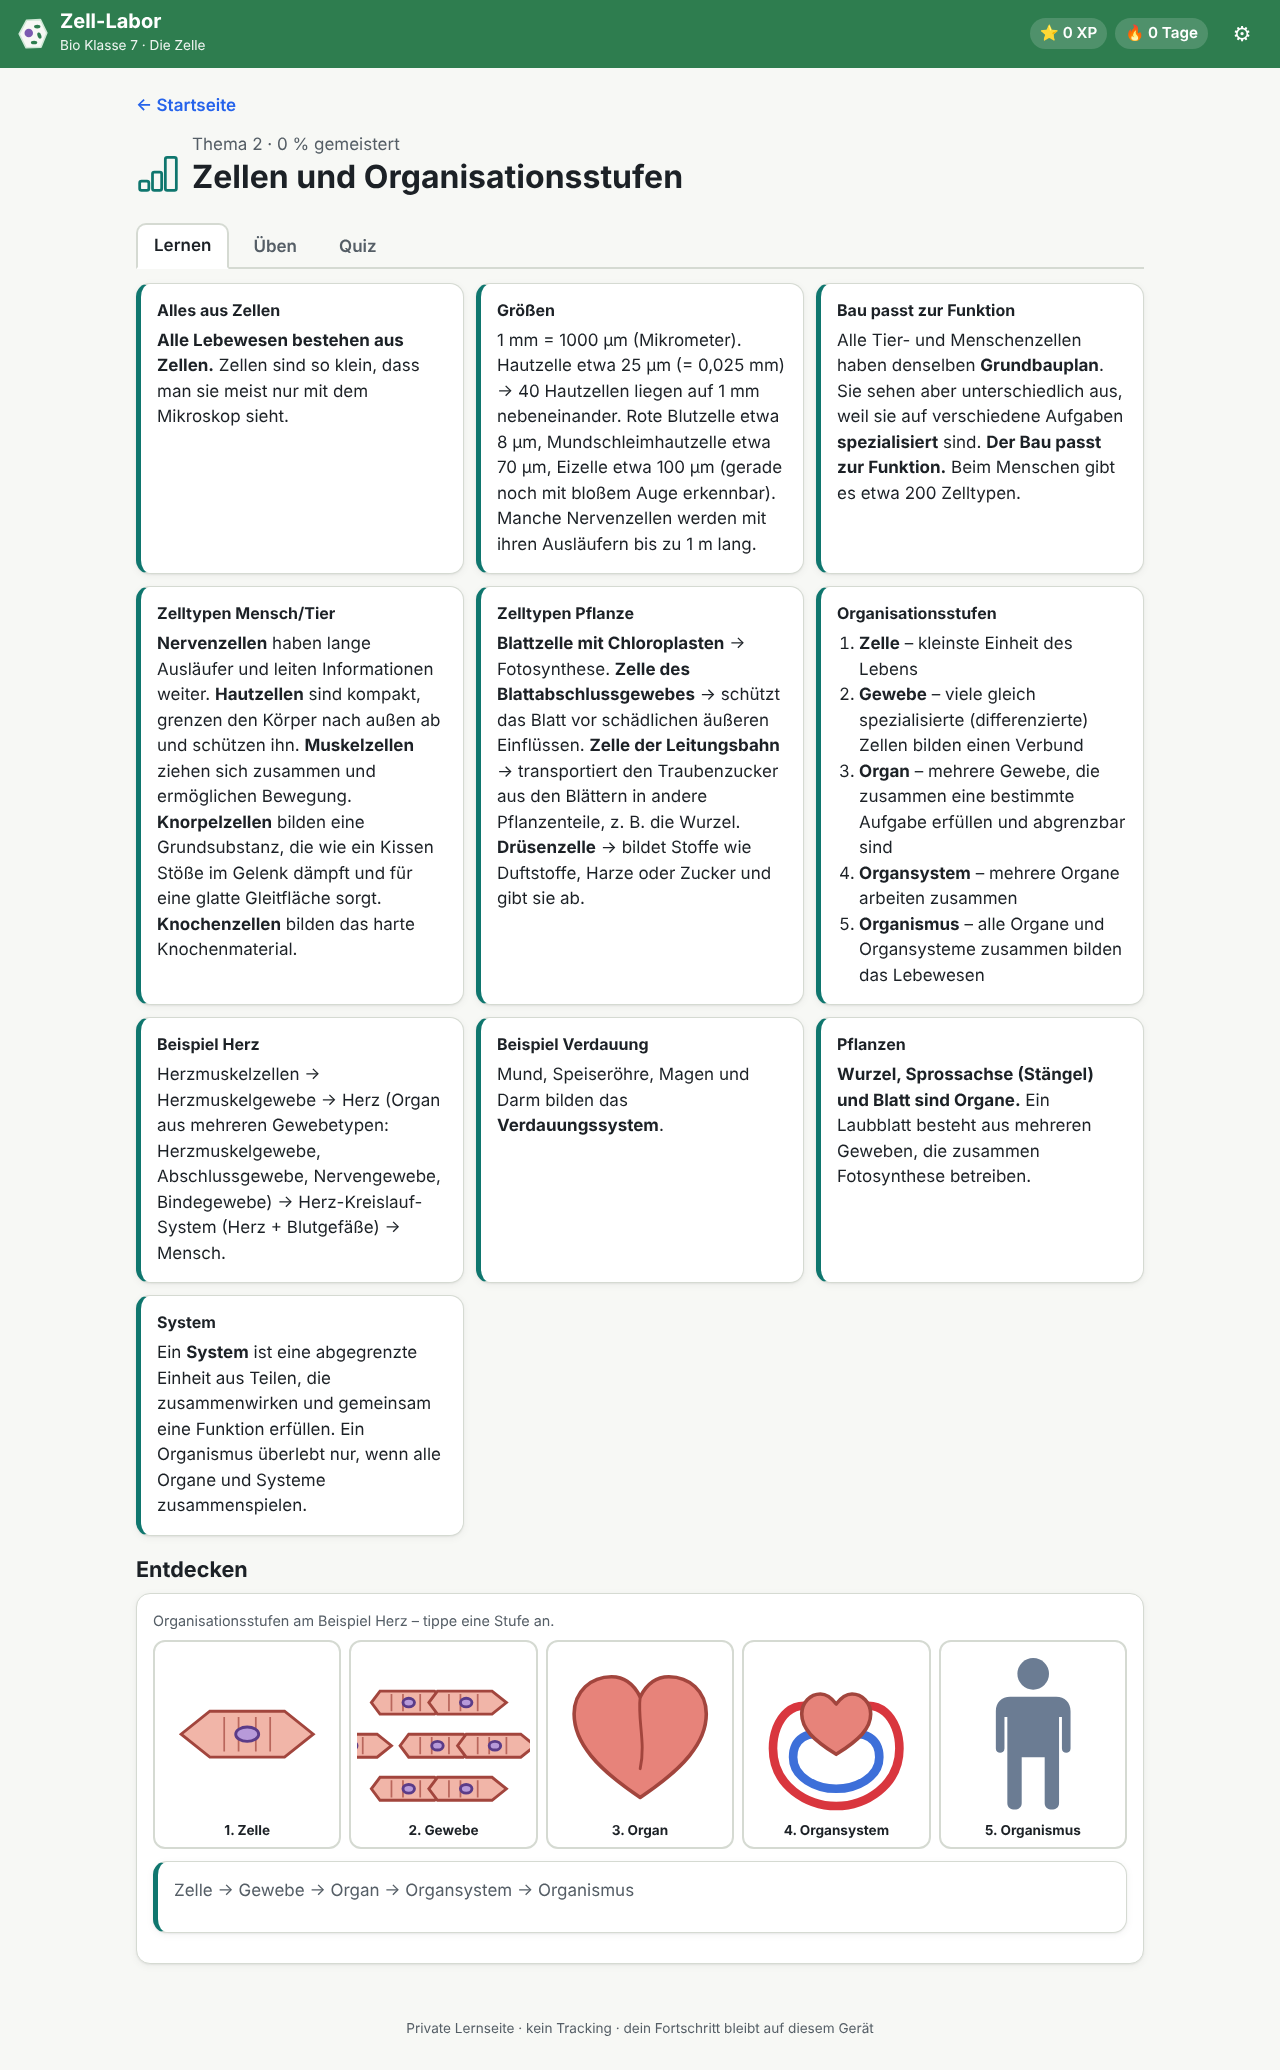 Zell-Labor
Bio Klasse 7 · Die Zelle
⭐ 0 XP
🔥 0 Tage
⚙
← Startseite
Thema 2 · 0 % gemeistert
Zellen und Organisationsstufen
Lernen
Üben
Quiz
Alles aus Zellen
Alle Lebewesen bestehen aus
Zellen. Zellen sind so klein, dass
man sie meist nur mit dem
Mikroskop sieht.
Größen
1 mm = 1000 µm (Mikrometer).
Hautzelle etwa 25 µm (= 0,025 mm)
→ 40 Hautzellen liegen auf 1 mm
nebeneinander. Rote Blutzelle etwa
8 µm, Mundschleimhautzelle etwa
70 µm, Eizelle etwa 100 µm (gerade
noch mit bloßem Auge erkennbar).
Manche Nervenzellen werden mit
ihren Ausläufern bis zu 1 m lang.
Bau passt zur Funktion
Alle Tier- und Menschenzellen
haben denselben Grundbauplan.
Sie sehen aber unterschiedlich aus,
weil sie auf verschiedene Aufgaben
spezialisiert sind. Der Bau passt
zur Funktion. Beim Menschen gibt
es etwa 200 Zelltypen.
Zelltypen Mensch/Tier
Nervenzellen haben lange
Ausläufer und leiten Informationen
weiter. Hautzellen sind kompakt,
grenzen den Körper nach außen ab
und schützen ihn. Muskelzellen
ziehen sich zusammen und
ermöglichen Bewegung.
Knorpelzellen bilden eine
Grundsubstanz, die wie ein Kissen
Stöße im Gelenk dämpft und für
eine glatte Gleitfläche sorgt.
Knochenzellen bilden das harte
Knochenmaterial.
Zelltypen Pflanze
Blattzelle mit Chloroplasten →
Fotosynthese. Zelle des
Blattabschlussgewebes → schützt
das Blatt vor schädlichen äußeren
Einflüssen. Zelle der Leitungsbahn
→ transportiert den Traubenzucker
aus den Blättern in andere
Pflanzenteile, z. B. die Wurzel.
Drüsenzelle → bildet Stoffe wie
Duftstoffe, Harze oder Zucker und
gibt sie ab.
Organisationsstufen
1. Zelle – kleinste Einheit des
Lebens
2. Gewebe – viele gleich
spezialisierte (differenzierte)
Zellen bilden einen Verbund
3. Organ – mehrere Gewebe, die
zusammen eine bestimmte
Aufgabe erfüllen und abgrenzbar
sind
4. Organsystem – mehrere Organe
arbeiten zusammen
5. Organismus – alle Organe und
Organsysteme zusammen bilden
das Lebewesen
Beispiel Herz
Herzmuskelzellen →
Herzmuskelgewebe → Herz (Organ
aus mehreren Gewebetypen:
Herzmuskelgewebe,
Abschlussgewebe, Nervengewebe,
Bindegewebe) → Herz-Kreislauf-
System (Herz + Blutgefäße) →
Mensch.
Beispiel Verdauung
Mund, Speiseröhre, Magen und
Darm bilden das
Verdauungssystem.
Pflanzen
Wurzel, Sprossachse (Stängel)
und Blatt sind Organe. Ein
Laubblatt besteht aus mehreren
Geweben, die zusammen
Fotosynthese betreiben.
System
Ein System ist eine abgegrenzte
Einheit aus Teilen, die
zusammenwirken und gemeinsam
eine Funktion erfüllen. Ein
Organismus überlebt nur, wenn alle
Organe und Systeme
zusammenspielen.
Entdecken
Organisationsstufen am Beispiel Herz – tippe eine Stufe an.
1. Zelle
2. Gewebe
3. Organ
4. Organsystem
5. Organismus
Zelle → Gewebe → Organ → Organsystem → Organismus
Private Lernseite · kein Tracking · dein Fortschritt bleibt auf diesem Gerät